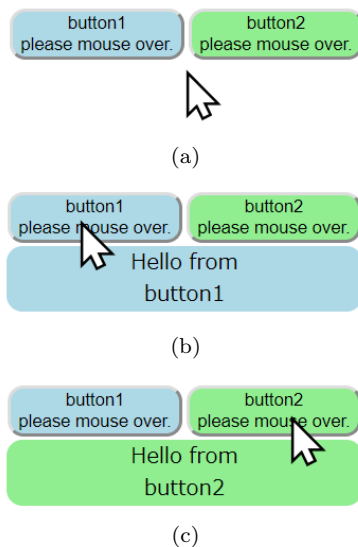 button1
please mouse over.
button2
please mouse over.
(a)
button1
please mouse over.
button2
please mouse over.
Hello from
button1
(b)
button1
please mouse over.
button2
please mouse over.
Hello from
button2
(c)